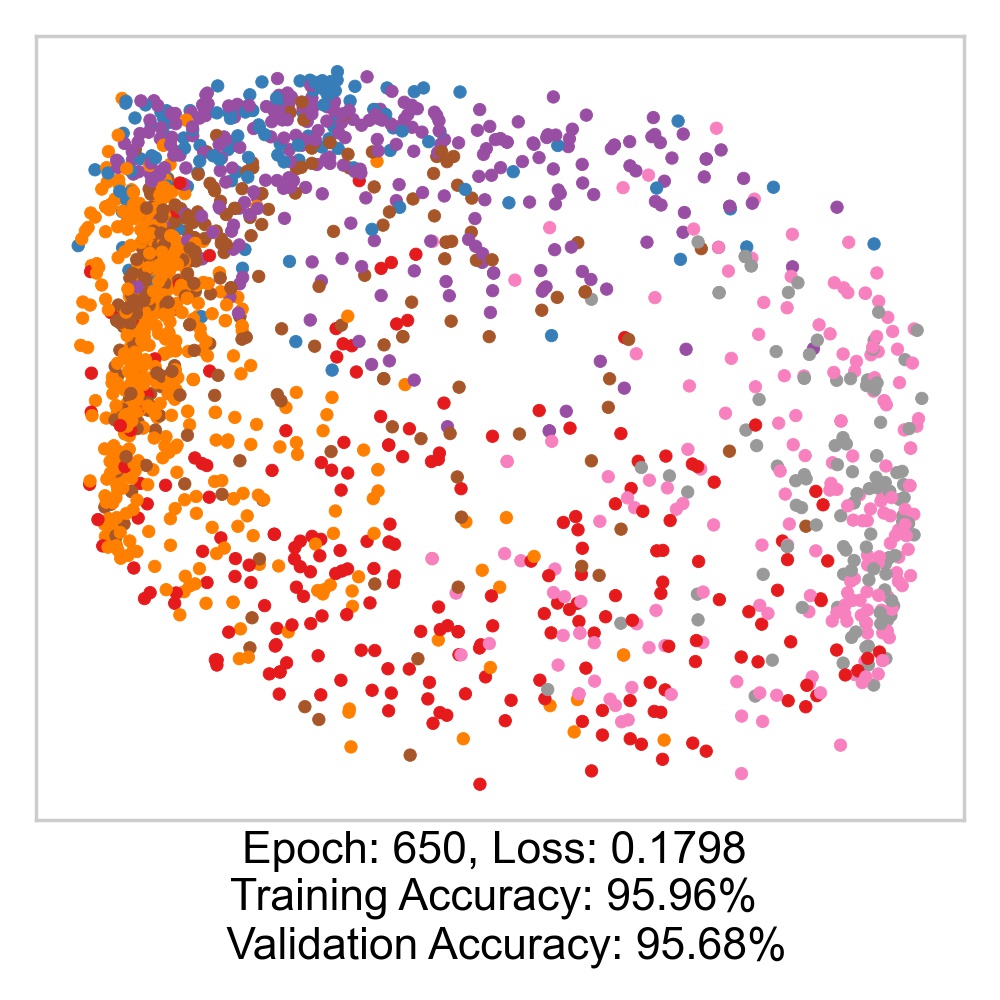 Epoch: 650, Loss: 0.1798
Training Accuracy: 95.96%
Validation Accuracy: 95.68%